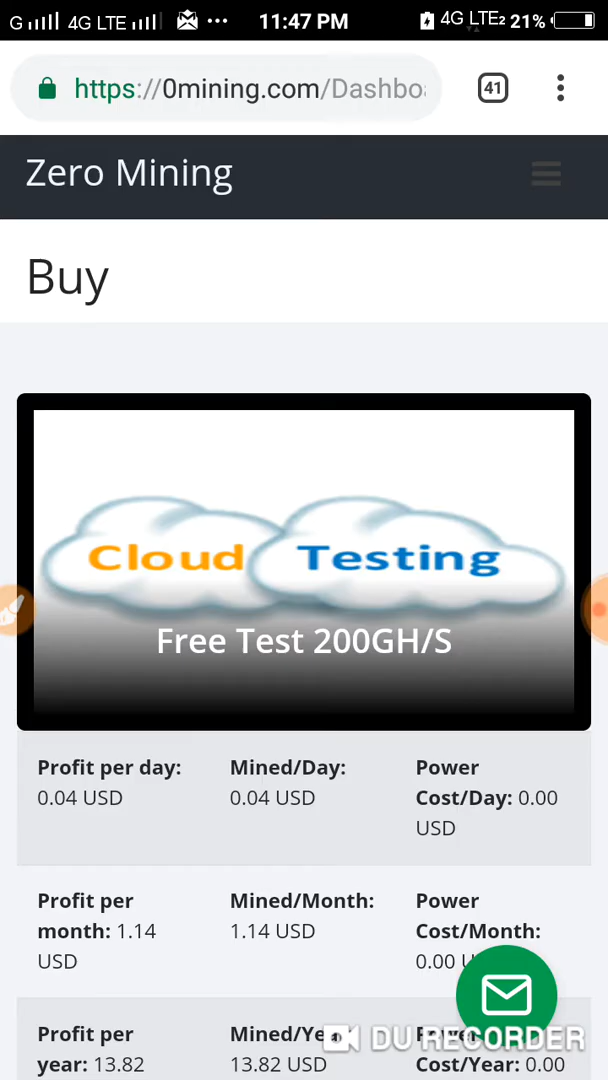 G 4G LTE 11:47 PM 4G LTE2 21%
https://0mining.com/Dashbo
41
Zero Mining
Buy
Cloud Testing
Free Test 200GH/S
Profit per day: 0.04 USD
Mined/Day: 0.04 USD
Power Cost/Day: 0.00 USD
Profit per month: 1.14 USD
Mined/Month: 1.14 USD
Power Cost/Month: 0.00
Profit per year: 13.82
Mined/Year 13.82 USD
Cost/Year: 0.00
DU RECORDER